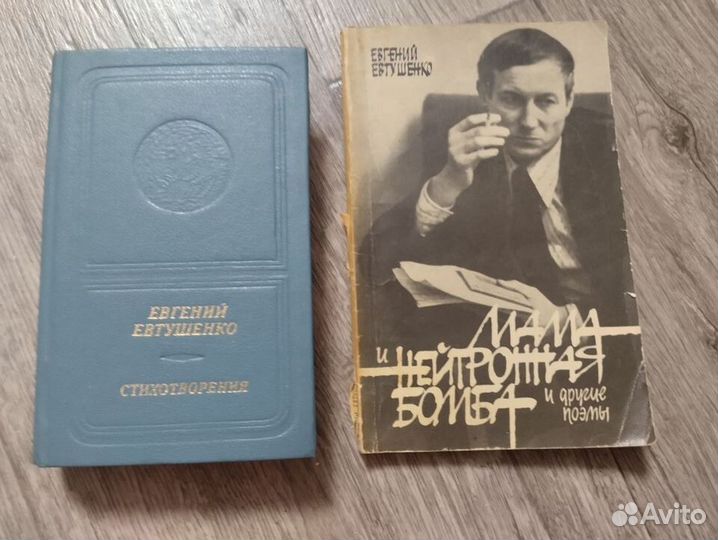 ЕВГЕНИЙ
ЕВТУШЕНКО
СТИХОТВОРЕНИЯ
ЕВГЕНИЙ
ЕВТУШЕНКО
МАМА
И НЕЙТРОННАЯ
БОМБА и другие
поэмы
Avito